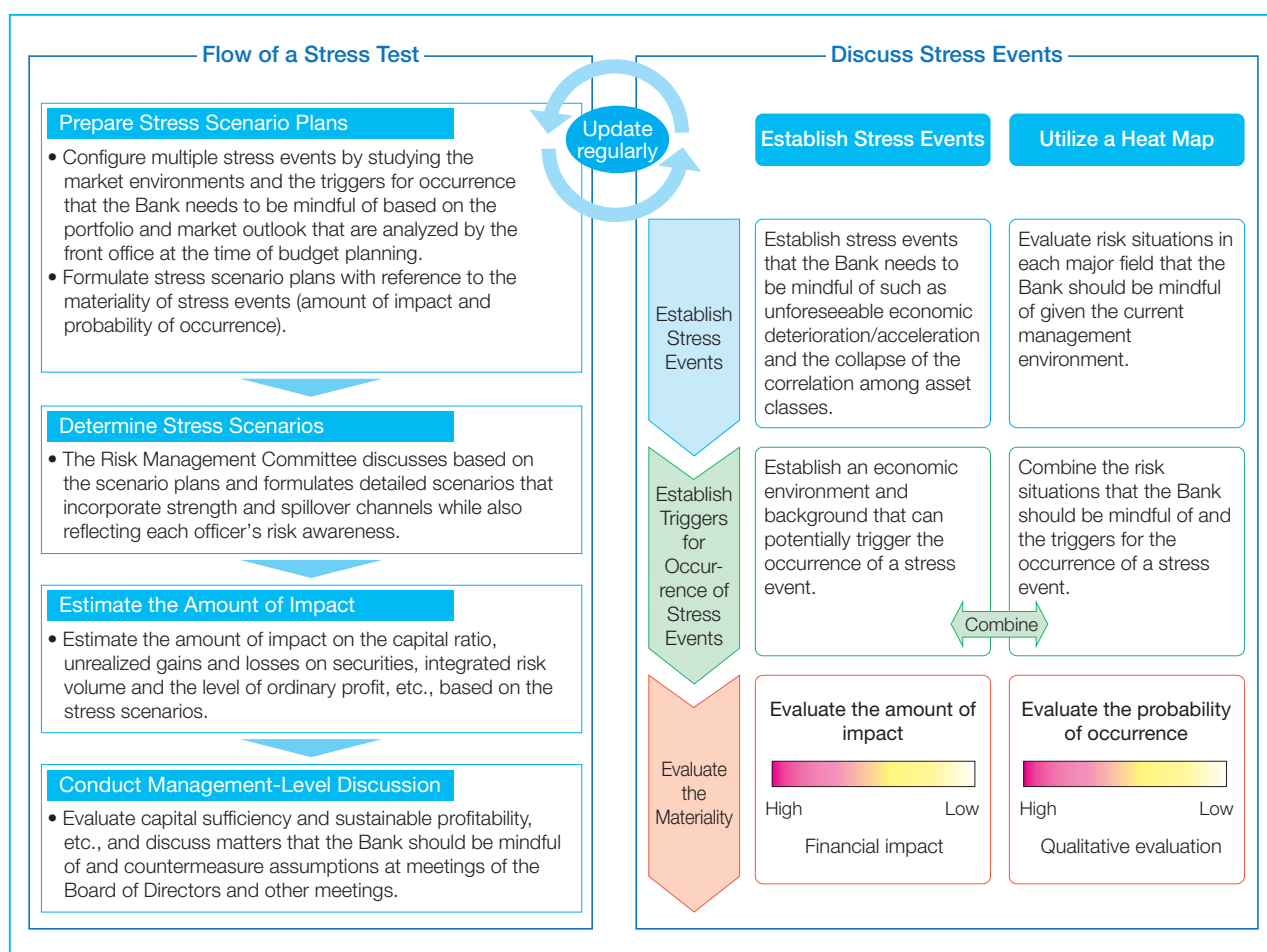 Flow of a Stress Test
Prepare Stress Scenario Plans
• Configure multiple stress events by studying the
market environments and the triggers for occurrence
that the Bank needs to be mindful of based on the
portfolio and market outlook that are analyzed by the
front office at the time of budget planning.
• Formulate stress scenario plans with reference to the
materiality of stress events (amount of impact and
probability of occurrence).
Determine Stress Scenarios
• The Risk Management Committee discusses based on
the scenario plans and formulates detailed scenarios that
incorporate strength and spillover channels while also
reflecting each officer's risk awareness.
Estimate the Amount of Impact
• Estimate the amount of impact on the capital ratio,
unrealized gains and losses on securities, integrated risk
volume and the level of ordinary profit, etc., based on the
stress scenarios.
Conduct Management-Level Discussion
• Evaluate capital sufficiency and sustainable profitability,
etc., and discuss matters that the Bank should be mindful
of and countermeasure assumptions at meetings of the
Board of Directors and other meetings.
Update
regularly
Discuss Stress Events
Establish Stress Events
Utilize a Heat Map
Establish
Stress
Events
Establish stress events
that the Bank needs to
be mindful of such as
unforeseeable economic
deterioration/acceleration
and the collapse of the
correlation among asset
classes.
Evaluate risk situations in
each major field that the
Bank should be mindful
of given the current
management
environment.
Establish
Triggers
for
Occur-
rence of
Stress
Events
Establish an economic
environment and
background that can
potentially trigger the
occurrence of a stress
event.
Combine the risk
situations that the Bank
should be mindful of and
the triggers for the
occurrence of a stress
event.
Combine
Evaluate
the
Materiality
Evaluate the amount of
impact
High Low
Financial impact
Evaluate the probability
of occurrence
High Low
Qualitative evaluation